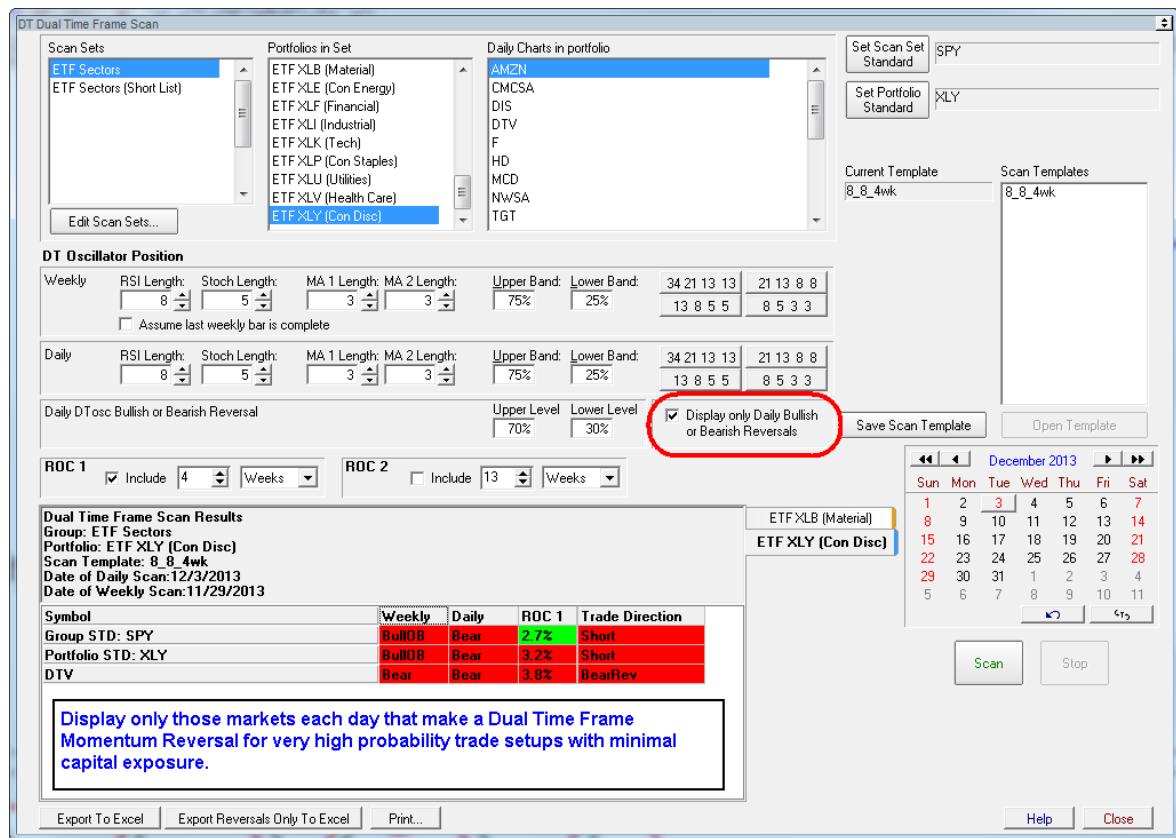 DT Dual Time Frame Scan
Scan Sets
ETF Sectors
ETF Sectors (Short List)
Edit Scan Sets...
Portfolios in Set
ETF XLB (Material)
ETF XLE (Con Energy)
ETF XLF (Financial)
ETF XLI (Industrial)
ETF XLK (Tech)
ETF XLP (Con Staples)
ETF XLU (Utilities)
ETF XLV (Health Care)
ETF XLY (Con Disc)
Daily Charts in portfolio
AMZN
CMCSA
DIS
DTV
F
HD
MCD
NWSA
TGT
Set Scan Set
Standard
SPY
Set Portfolio
Standard
XLY
Current Template
8_8_4wk
Scan Templates
8_8_4wk
DT Oscillator Position
Weekly RSI Length: Stoch Length: MA 1 Length: MA 2 Length: Upper Band: Lower Band:
8 5 3 3 75% 25%
34 21 13 13 21 13 8 8
13 8 5 5 8 5 3 3
Assume last weekly bar is complete
Daily RSI Length: Stoch Length: MA 1 Length: MA 2 Length: Upper Band: Lower Band:
8 5 3 3 75% 25%
34 21 13 13 21 13 8 8
13 8 5 5 8 5 3 3
Daily DTosc Bullish or Bearish Reversal
Upper Level Lower Level
70% 30%
Display only Daily Bullish
or Bearish Reversals
Save Scan Template Open Template
ROC 1 Include 4 Weeks
ROC 2 Include 13 Weeks
December 2013
Sun Mon Tue Wed Thu Fri Sat
1 2 3 4 5 6 7
8 9 10 11 12 13 14
15 16 17 18 19 20 21
22 23 24 25 26 27 28
29 30 31 1 2 3 4
5 6 7 8 9 10 11
Scan Stop
Dual Time Frame Scan Results
Group: ETF Sectors
Portfolio: ETF XLY (Con Disc)
Scan Template: 8_8_4wk
Date of Daily Scan:12/3/2013
Date of Weekly Scan:11/29/2013
ETF XLB (Material)
ETF XLY (Con Disc)
Symbol Weekly Daily ROC 1 Trade Direction
Group STD: SPY BullOB Bear 2.7% Short
Portfolio STD: XLY BullOB Bear 3.2% Short
DTV Bear Bear 3.8% BearRev
Display only those markets each day that make a Dual Time Frame
Momentum Reversal for very high probability trade setups with minimal
capital exposure.
Export To Excel Export Reversals Only To Excel Print... Help Close